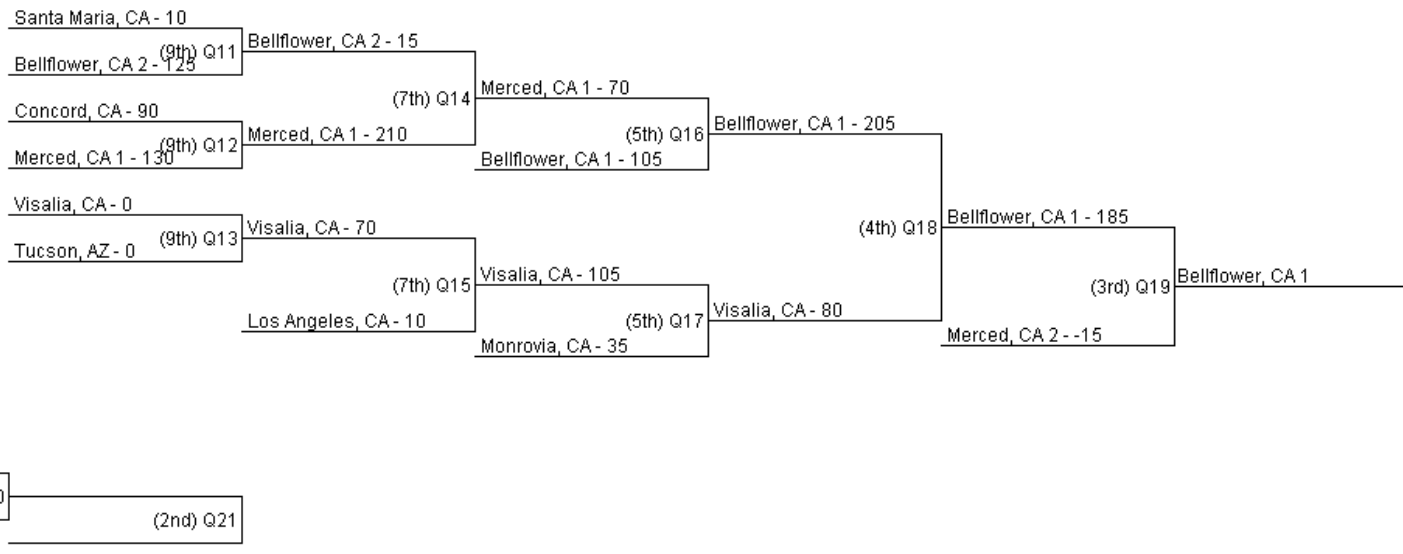 Santa Maria, CA - 10
(9th) Q11
Bellflower, CA 2 - 125
Bellflower, CA 2 - 15
(7th) Q14
Concord, CA - 90
(9th) Q12
Merced, CA 1 - 130
Merced, CA 1 - 210
Merced, CA 1 - 70
(5th) Q16
Bellflower, CA 1 - 105
Bellflower, CA 1 - 205
Visalia, CA - 0
(9th) Q13
Tucson, AZ - 0
Visalia, CA - 70
(7th) Q15
Los Angeles, CA - 10
Visalia, CA - 105
(5th) Q17
Monrovia, CA - 35
Visalia, CA - 80
(4th) Q18
Bellflower, CA 1 - 185
(3rd) Q19
Merced, CA 2 - -15
Bellflower, CA 1
(2nd) Q21